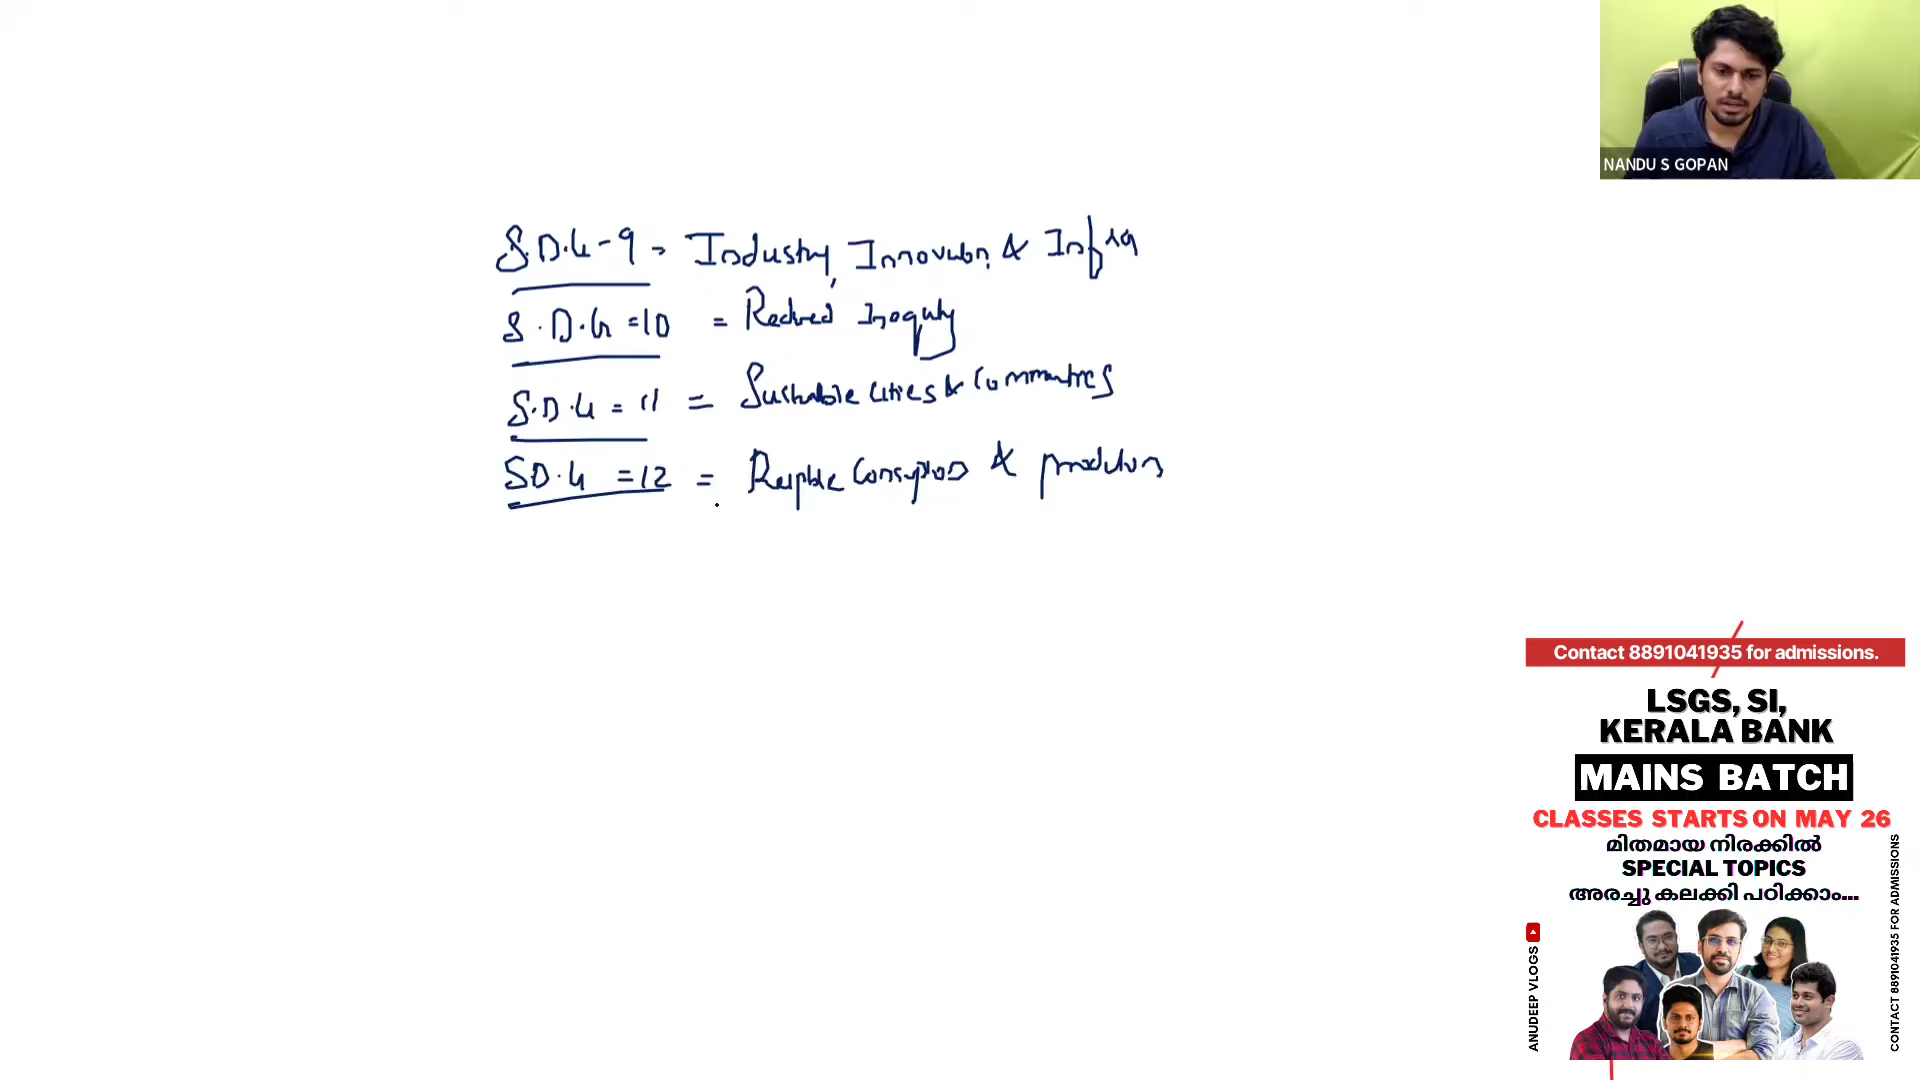 NANDU S GOPAN
S.D.G-9 = Industry, Innovation & Infra
S.D.G =10 = Reduced Inequity
S.D.G = 11 = Sustainable cities & Communities
SD.G =12 = Responsible Consumption & production
Contact 8891041935 for admissions.
LSGS, SI,
KERALA BANK
MAINS BATCH
CLASSES STARTS ON MAY 26
മിതമായ നിരക്കിൽ
SPECIAL TOPICS
അരച്ചു കലക്കി പഠിക്കാം...
ANUDEEP VLOGS
CONTACT 8891041935 FOR ADMISSIONS